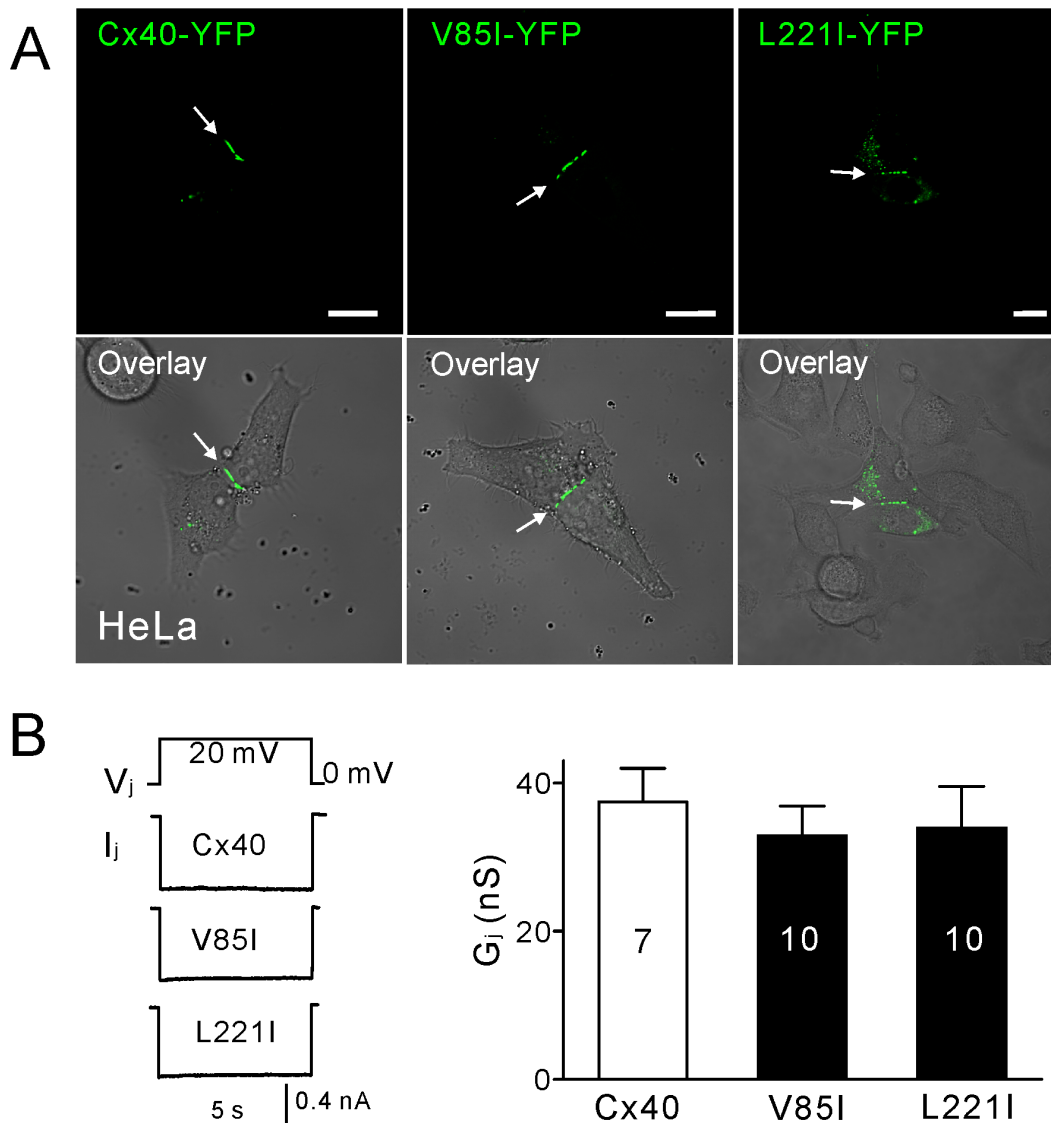 A
Cx40-YFP
V85I-YFP
L221I-YFP
Overlay
Overlay
Overlay
HeLa
B
Vj
20 mV
0 mV
Ij
Cx40
V85I
L221I
5 s
0.4 nA
Gj (nS)
40
20
0
7
10
10
Cx40
V85I
L221I